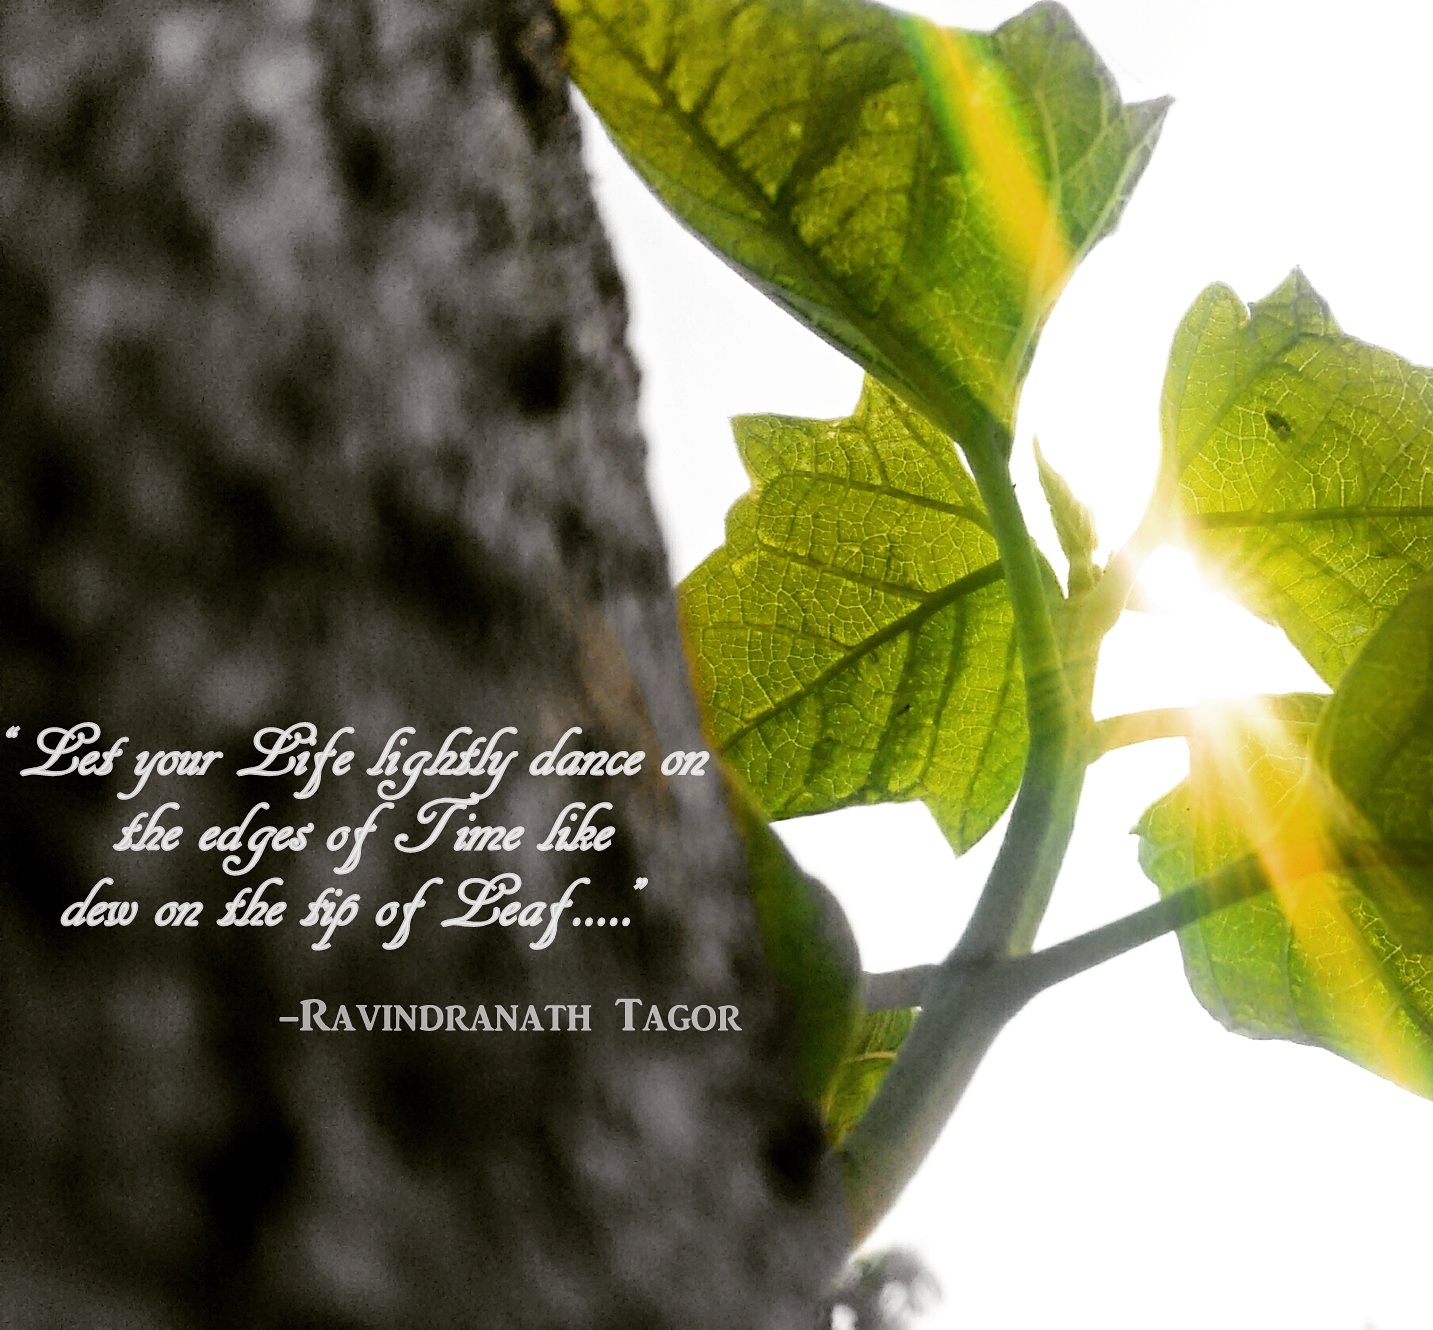 “Let your Life lightly dance on
the edges of Time like
dew on the tip of Leaf.....”
-Ravindranath Tagor